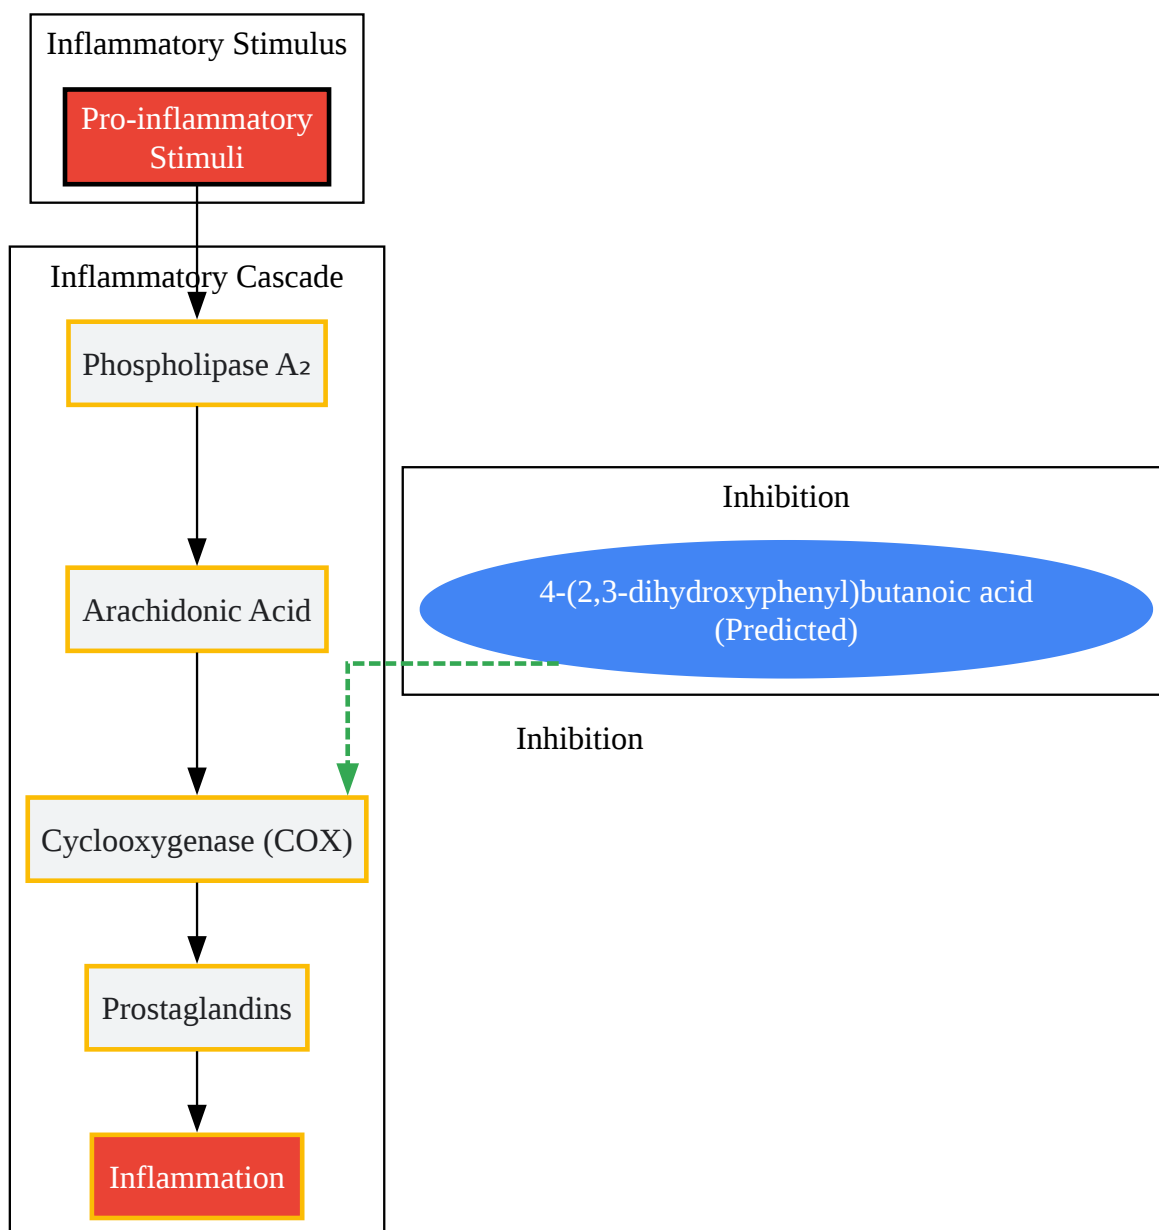 Inflammatory Stimulus
Pro-inflammatory
Stimuli
Inflammatory Cascade
Phospholipase A₂
Arachidonic Acid
Inhibition
4-(2,3-dihydroxyphenyl)butanoic acid
(Predicted)
Inhibition
Cyclooxygenase (COX)
Prostaglandins
Inflammation